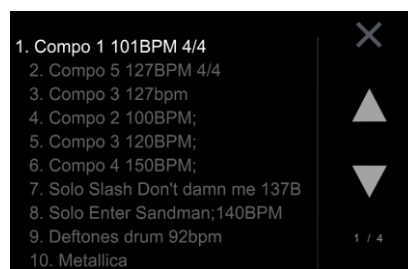 1. Compo 1 101BPM 4/4
2. Compo 5 127BPM 4/4
3. Compo 3 127bpm
4. Compo 2 100BPM;
5. Compo 3 120BPM;
6. Compo 4 150BPM;
7. Solo Slash Don't damn me 137B
8. Solo Enter Sandman;140BPM
9. Deftones drum 92bpm
1 / 4
10. Metallica